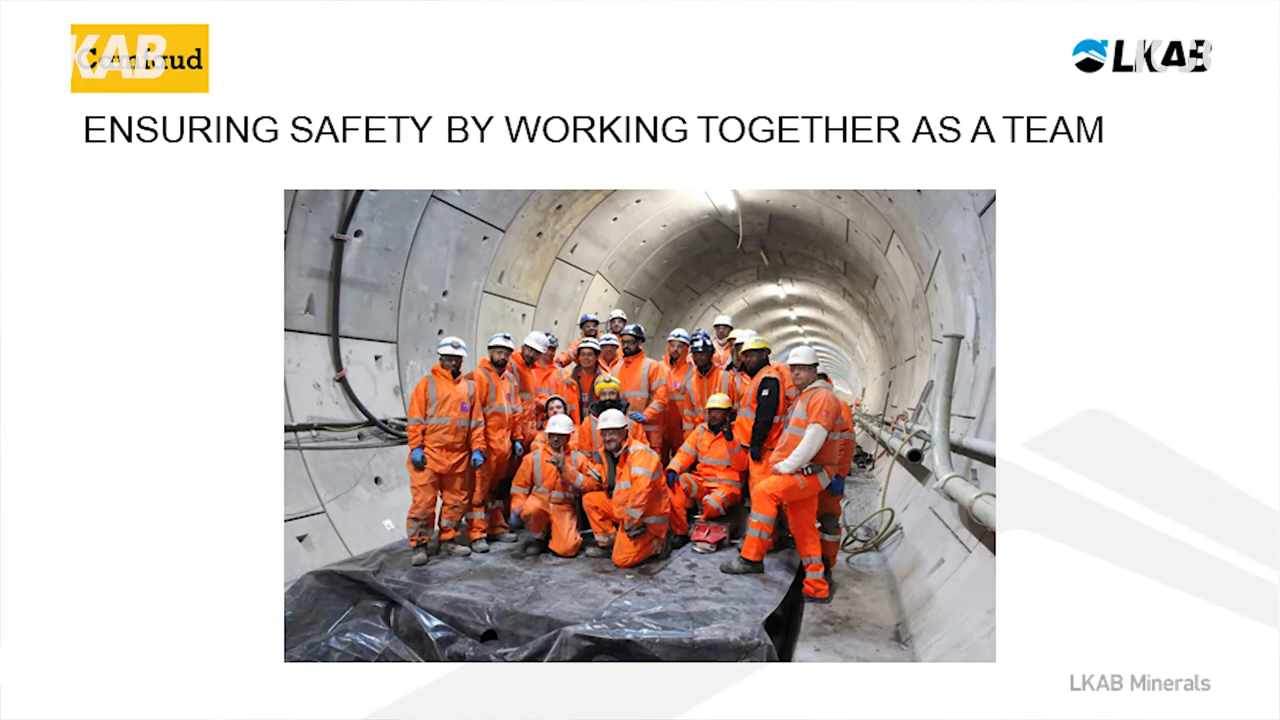 LKAB
ENSURING SAFETY BY WORKING TOGETHER AS A TEAM
LKAB Minerals